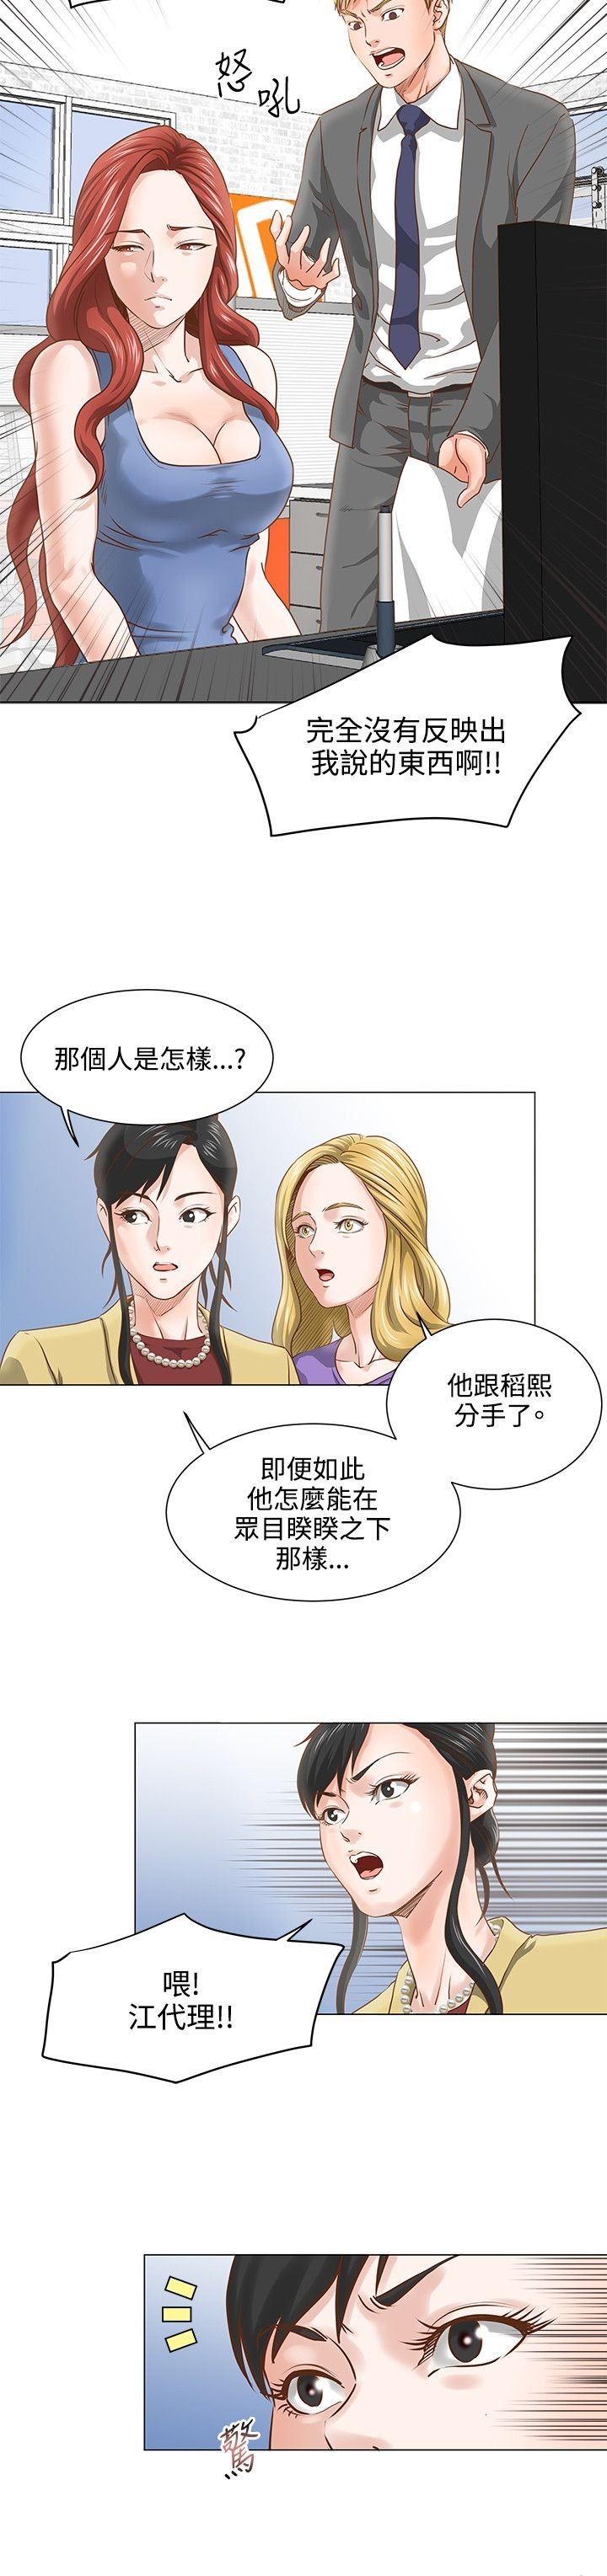 怒吼
完全沒有反映出
我說的東西啊!!
那個人是怎樣...?
他跟稻熙
分手了。
即便如此
他怎麼能在
眾目睽睽之下
那樣...
喂!
江代理!!
驚